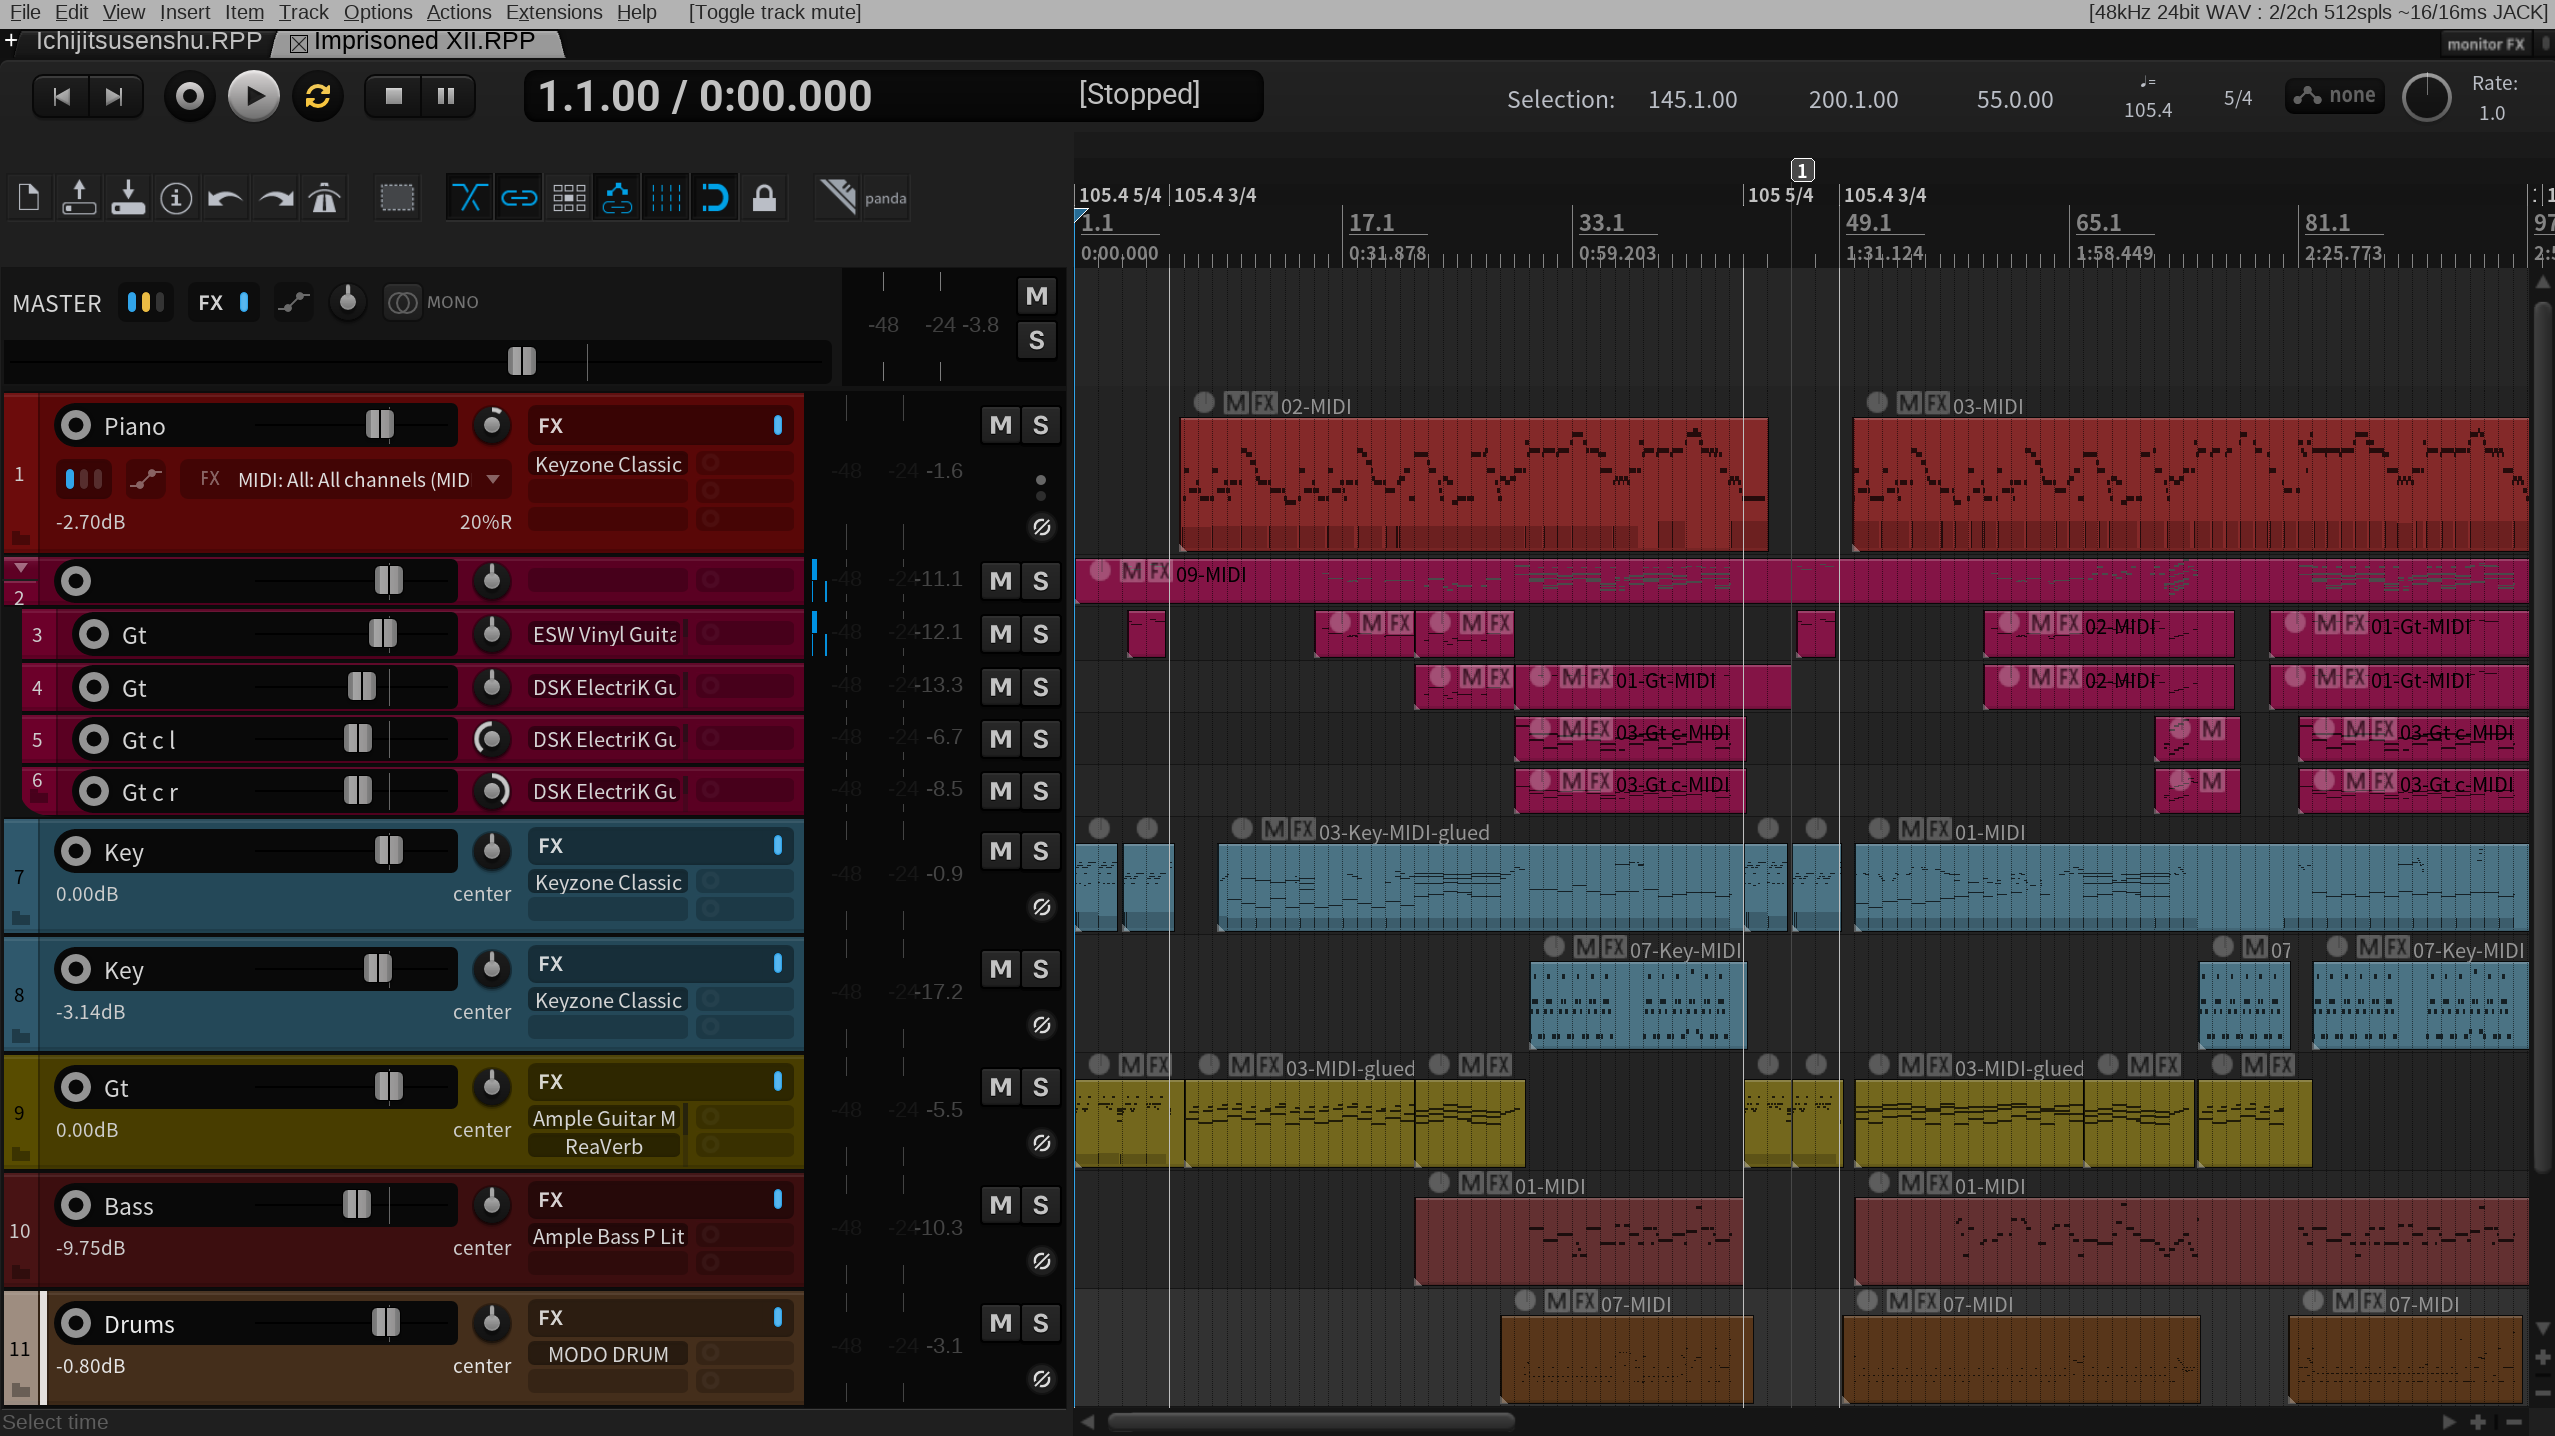 File Edit View Insert Item Track Options Actions Extensions Help [Toggle track mute] [48kHz 24bit WAV : 2/2ch 512spls ~16/16ms JACK]
+ Ichijitsusenshu.RPP Imprisoned XII.RPP monitor FX
1.1.00 / 0:00.000 [Stopped] Selection: 145.1.00 200.1.00 55.0.00 105.4 5/4 none Rate: 1.0
panda
1
105.4 5/4 105.4 3/4 105 5/4 105.4 3/4
1.1 17.1 33.1 49.1 65.1 81.1 97
0:00.000 0:31.878 0:59.203 1:31.124 1:58.449 2:25.773
MASTER FX MONO -48 -24 -3.8 M S
1 Piano FX M S
Keyzone Classic
FX MIDI: All: All channels (MID
-48 -24 -1.6
-2.70dB 20%R
M FX 02-MIDI M FX 03-MIDI
2 -48 -24 -11.1 M S
M FX 09-MIDI
3 Gt ESW Vinyl Guita -48 -24 -12.1 M S
M FX M FX M FX 02-MIDI M FX 01-Gt-MIDI
4 Gt DSK ElectriK Gu -48 -24 -13.3 M S
M FX M FX 01-Gt-MIDI M FX 02-MIDI M FX 01-Gt-MIDI
5 Gt c l DSK ElectriK Gu -48 -24 -6.7 M S
M FX 03-Gt c-MIDI M M FX 03-Gt c-MIDI
6 Gt c r DSK ElectriK Gu -48 -24 -8.5 M S
M FX 03-Gt c-MIDI M M FX 03-Gt c-MIDI
7 Key FX M S
Keyzone Classic -48 -24 -0.9
0.00dB center
M FX 03-Key-MIDI-glued M FX 01-MIDI
8 Key FX M S
Keyzone Classic -48 -24 -17.2
-3.14dB center
M FX 07-Key-MIDI M 07 M FX 07-Key-MIDI
9 Gt FX M S
Ample Guitar M -48 -24 -5.5
0.00dB center
ReaVerb
M FX M FX 03-MIDI-glued M FX M FX 03-MIDI-glued M FX M FX
10 Bass FX M S
Ample Bass P Lit -48 -24 -10.3
-9.75dB center
M FX 01-MIDI M FX 01-MIDI
11 Drums FX M S
MODO DRUM -48 -24 -3.1
-0.80dB center
M FX 07-MIDI M FX 07-MIDI M FX 07-MIDI
Select time